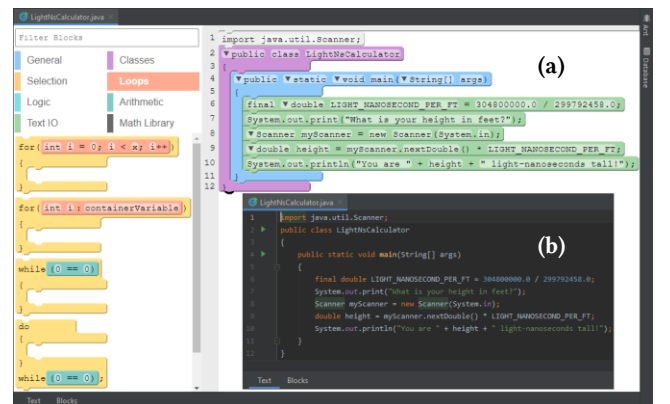 LightNsCalculator.java
Filter Blocks
General
Classes
Selection
Loops
Logic
Arithmetic
Text IO
Math Library
for( int i = 0; i < x; i++)
{
}
for( int i : containerVariable)
{
}
while (0 == 0)
{
}
do
{
}
while (0 == 0);
Text Blocks
1 import java.util.Scanner;
2 public class LightNsCalculator
3 {
4 public static void main( String[] args)
5 {
6 final double LIGHT_NANOSECOND_PER_FT = 304800000.0 / 299792458.0;
7 System.out.print("What is your height in feet?");
8 Scanner myScanner = new Scanner(System.in);
9 double height = myScanner.nextDouble() * LIGHT_NANOSECOND_PER_FT;
10 System.out.println("You are " + height + " light-nanoseconds tall!");
11 }
12 }
(a)
Ant
Database
LightNsCalculator.java
1 import java.util.Scanner;
2 public class LightNsCalculator
3 {
4 public static void main(String[] args)
5 {
6 final double LIGHT_NANOSECOND_PER_FT = 304800000.0 / 299792458.0;
7 System.out.print("What is your height in feet?");
8 Scanner myScanner = new Scanner(System.in);
9 double height = myScanner.nextDouble() * LIGHT_NANOSECOND_PER_FT;
10 System.out.println("You are " + height + " light-nanoseconds tall!");
11 }
12 }
(b)
Text Blocks